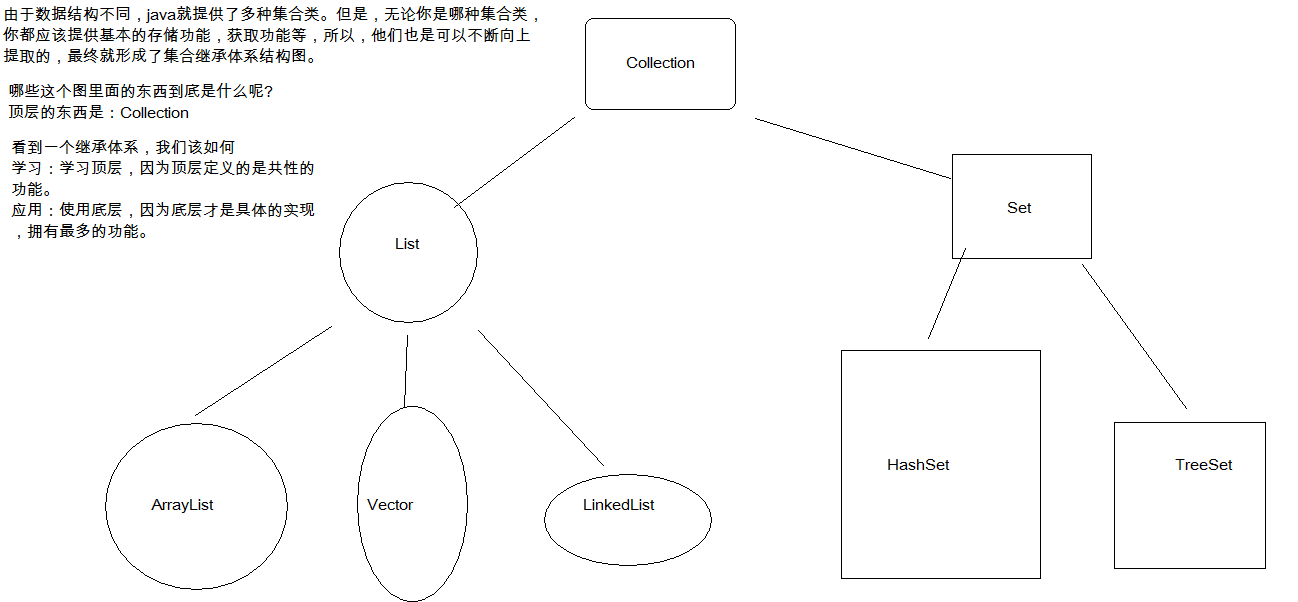 由于数据结构不同，java就提供了多种集合类。但是，无论你是哪种集合类，
你都应该提供基本的存储功能，获取功能等，所以，他们也是可以不断向上
提取的，最终就形成了集合继承体系结构图。
哪些这个图里面的东西到底是什么呢?
顶层的东西是：Collection
看到一个继承体系，我们该如何
学习：学习顶层，因为顶层定义的是共性的
功能。
应用：使用底层，因为底层才是具体的实现
，拥有最多的功能。
Collection
List
Set
ArrayList
Vector
LinkedList
HashSet
TreeSet